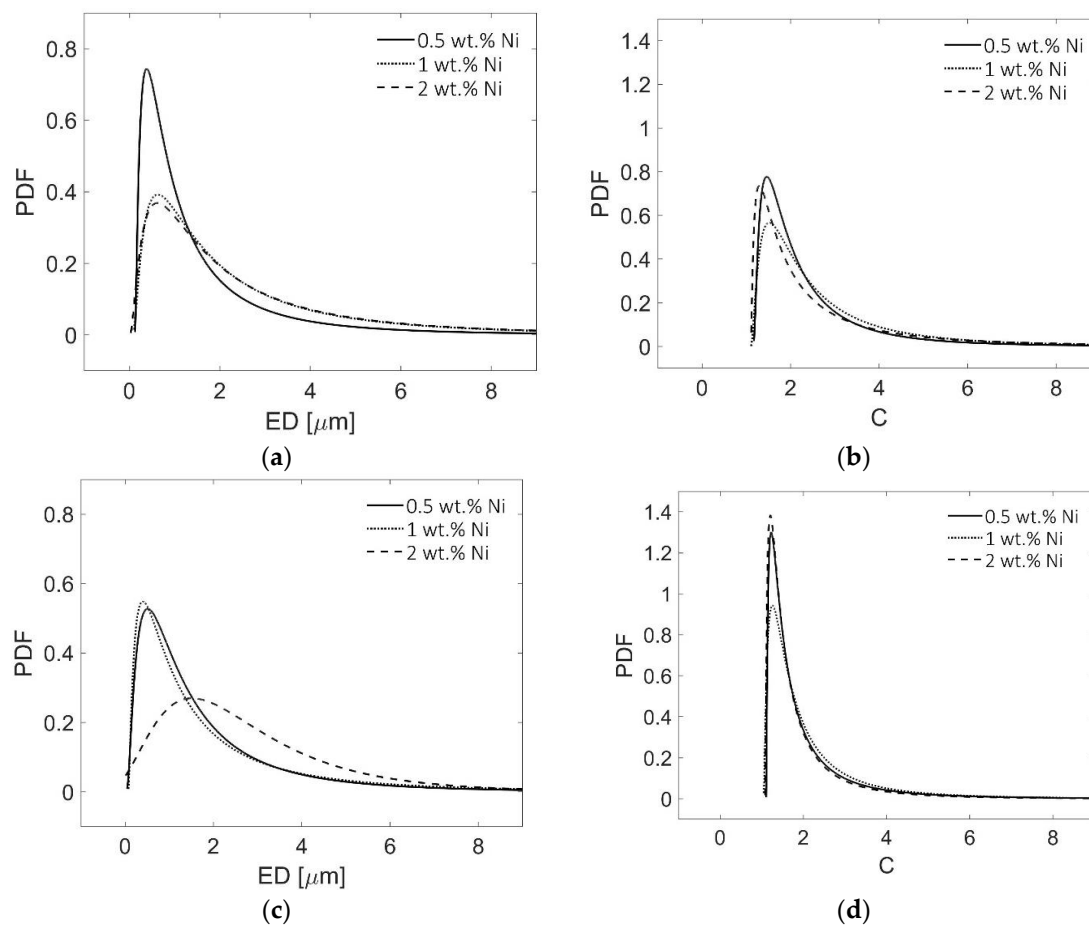 0.8
0.6
0.4
0.2
0
PDF
0.5 wt.% Ni
1 wt.% Ni
2 wt.% Ni
0 2 4 6 8
ED [μm]
(a)
1.4
1.2
1
0.8
0.6
0.4
0.2
0
PDF
0.5 wt.% Ni
1 wt.% Ni
2 wt.% Ni
0 2 4 6 8
C
(b)
0.8
0.6
0.4
0.2
0
PDF
0.5 wt.% Ni
1 wt.% Ni
2 wt.% Ni
0 2 4 6 8
ED [μm]
(c)
1.4
1.2
1
0.8
0.6
0.4
0.2
0
PDF
0.5 wt.% Ni
1 wt.% Ni
2 wt.% Ni
0 2 4 6 8
C
(d)